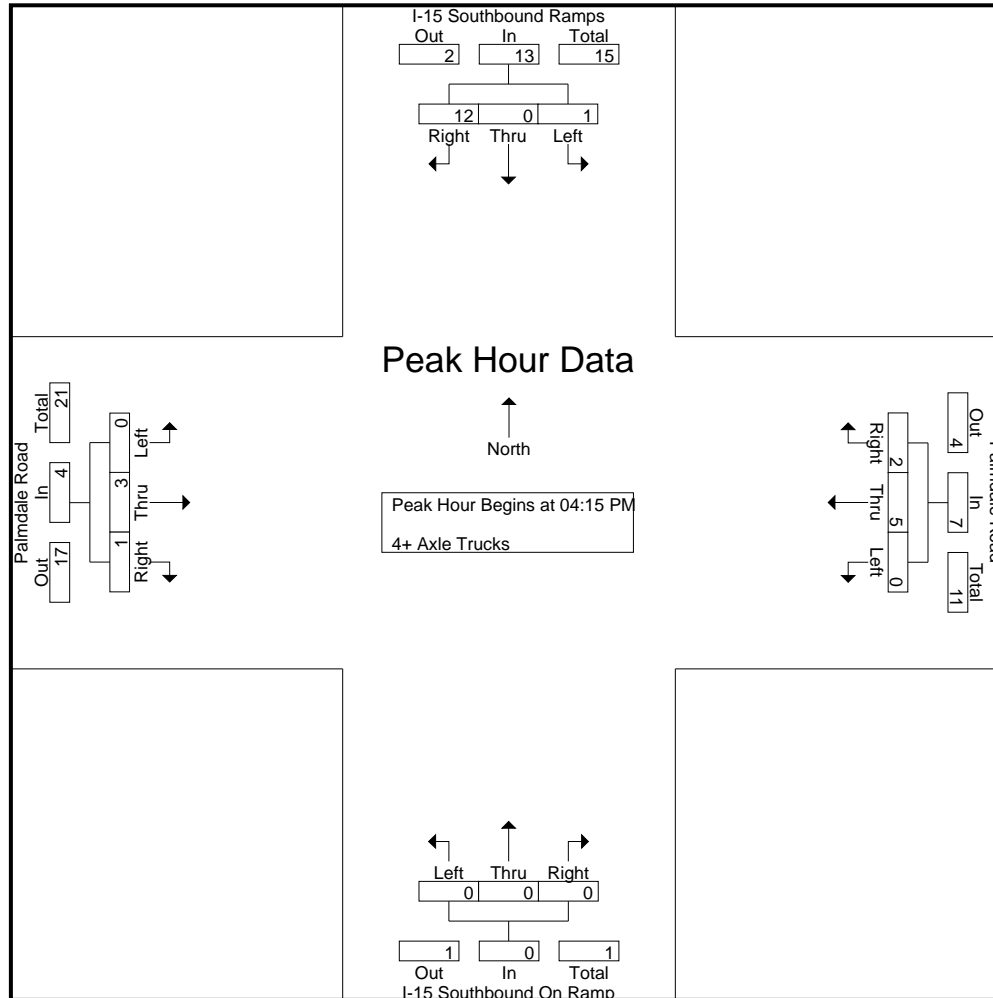 I-15 Southbound Ramps
Out In Total
2 13 15
12 0 1
Right Thru Left
Peak Hour Data
North
Peak Hour Begins at 04:15 PM
4+ Axle Trucks
Palmdale Road
Total In Out
21 4 17
Left Thru Right
0 3 1
Right Thru Left
2 5 0
Out In Total
4 7 11
Palmdale Road
Left Thru Right
0 0 0
1 0 1
Out In Total
I-15 Southbound On Ramp